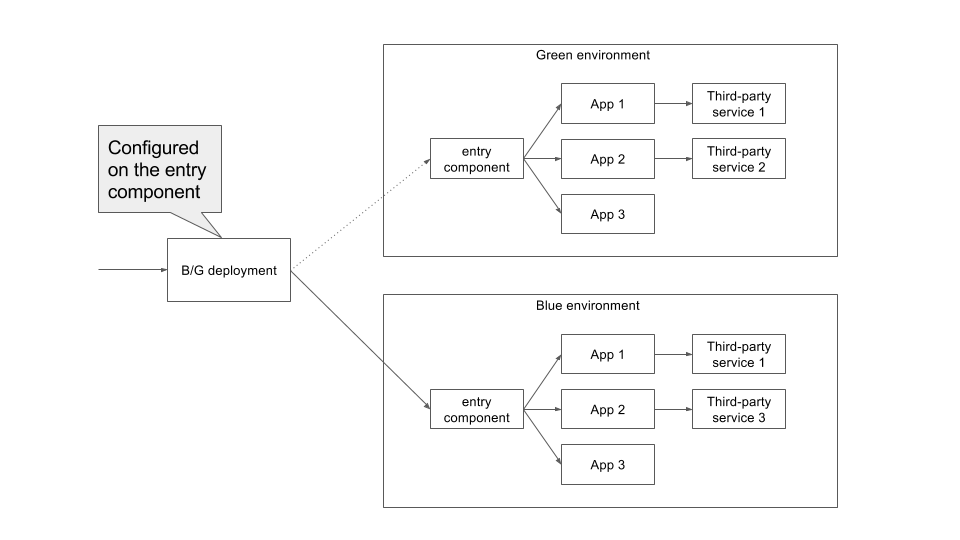 Green environment
App 1
Third-party
service 1
entry
component
App 2
Third-party
service 2
App 3
Configured
on the entry
component
B/G deployment
Blue environment
App 1
Third-party
service 1
entry
component
App 2
Third-party
service 3
App 3